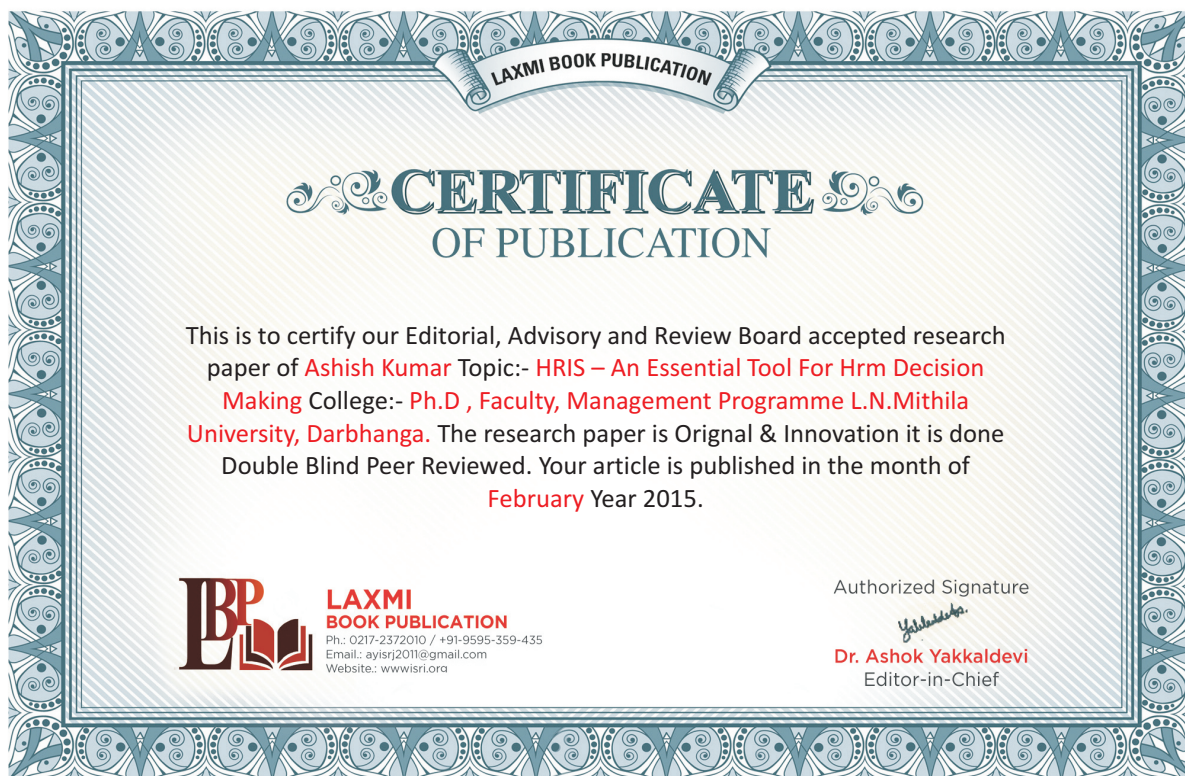 LAXMI BOOK PUBLICATION
CERTIFICATE
OF PUBLICATION
This is to certify our Editorial, Advisory and Review Board accepted research
paper of Ashish Kumar Topic:- HRIS – An Essential Tool For Hrm Decision
Making College:- Ph.D , Faculty, Management Programme L.N.Mithila
University, Darbhanga. The research paper is Orignal & Innovation it is done
Double Blind Peer Reviewed. Your article is published in the month of
February Year 2015.
LBP
LAXMI
BOOK PUBLICATION
Ph.: 0217-2372010 / +91-9595-359-435
Email.: ayisrj2011@gmail.com
Website.: wwwisri.org
Authorized Signature
Dr. Ashok Yakkaldevi
Editor-in-Chief